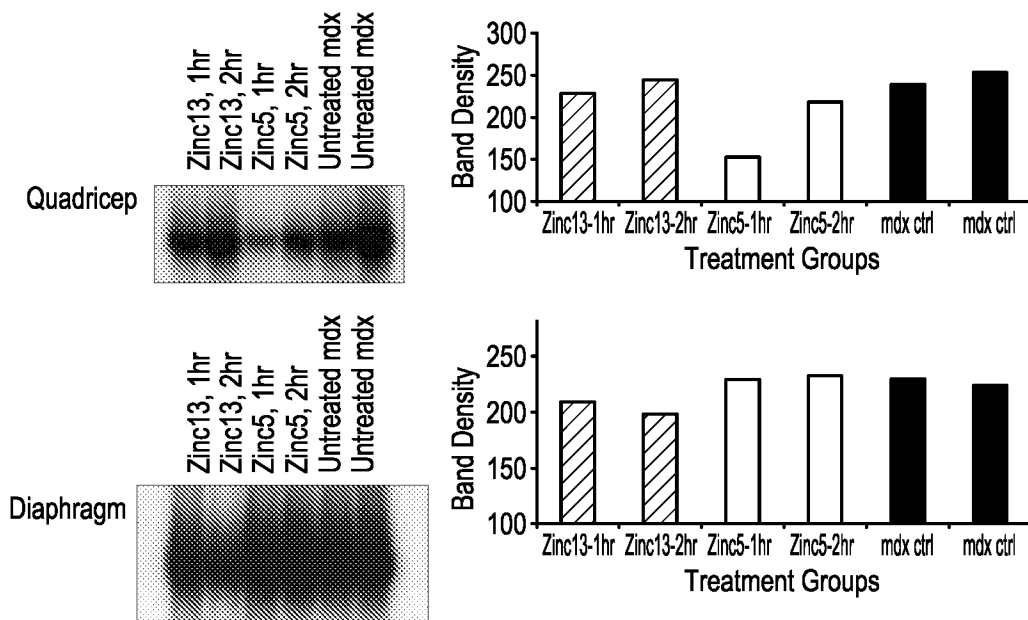 Quadricep
Zinc13, 1hr
Zinc13, 2hr
Zinc5, 1hr
Zinc5, 2hr
Untreated mdx
Untreated mdx
Band Density
300
250
200
150
100
Zinc13-1hr Zinc13-2hr Zinc5-1hr Zinc5-2hr mdx ctrl mdx ctrl
Treatment Groups
Diaphragm
Zinc13, 1hr
Zinc13, 2hr
Zinc5, 1hr
Zinc5, 2hr
Untreated mdx
Untreated mdx
Band Density
250
200
150
100
Zinc13-1hr Zinc13-2hr Zinc5-1hr Zinc5-2hr mdx ctrl mdx ctrl
Treatment Groups